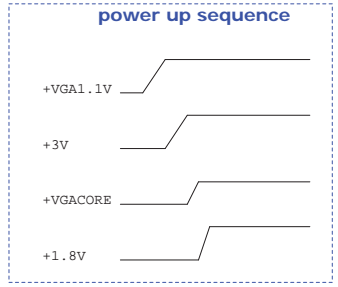 power up sequence
+VGA1.1V
+3V
+VGACORE
+1.8V